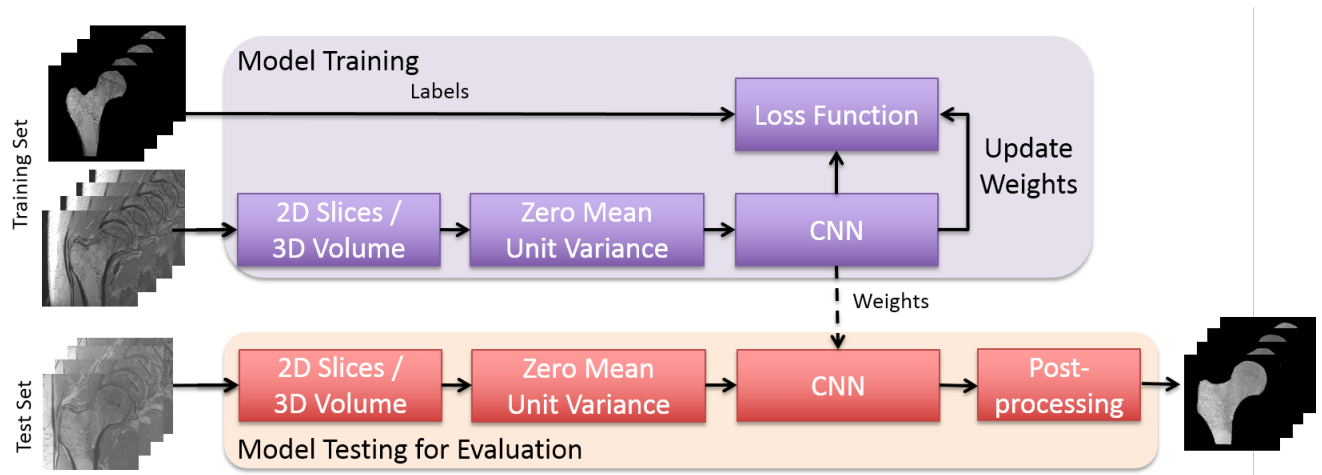 Training Set
Model Training
Labels
Loss Function
Update
Weights
2D Slices /
3D Volume
Zero Mean
Unit Variance
CNN
Weights
Test Set
2D Slices /
3D Volume
Zero Mean
Unit Variance
CNN
Post-
processing
Model Testing for Evaluation